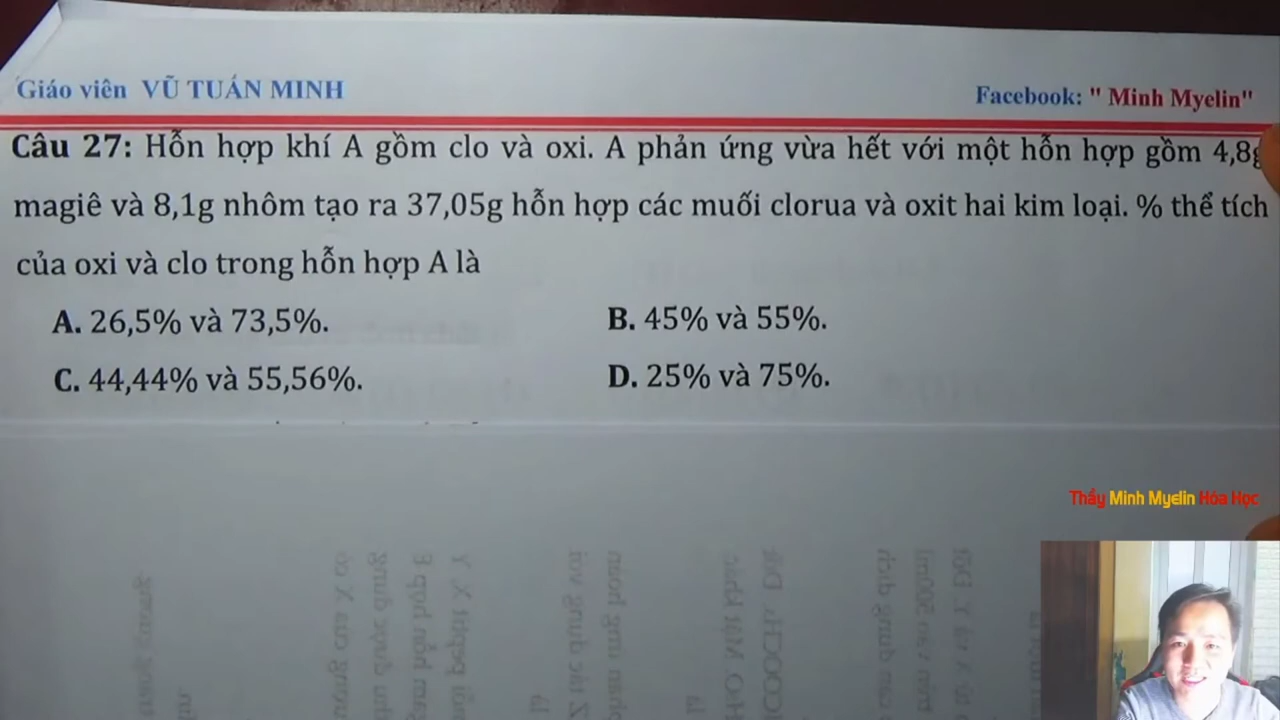 Giáo viên VŨ TUẤN MINH
Facebook: " Minh Myelin"
Câu 27: Hỗn hợp khí A gồm clo và oxi. A phản ứng vừa hết với một hỗn hợp gồm 4,8g
magiê và 8,1g nhôm tạo ra 37,05g hỗn hợp các muối clorua và oxit hai kim loại. % thể tích
của oxi và clo trong hỗn hợp A là
A. 26,5% và 73,5%.
B. 45% và 55%.
C. 44,44% và 55,56%.
D. 25% và 75%.
Thầy Minh Myelin Hóa Học